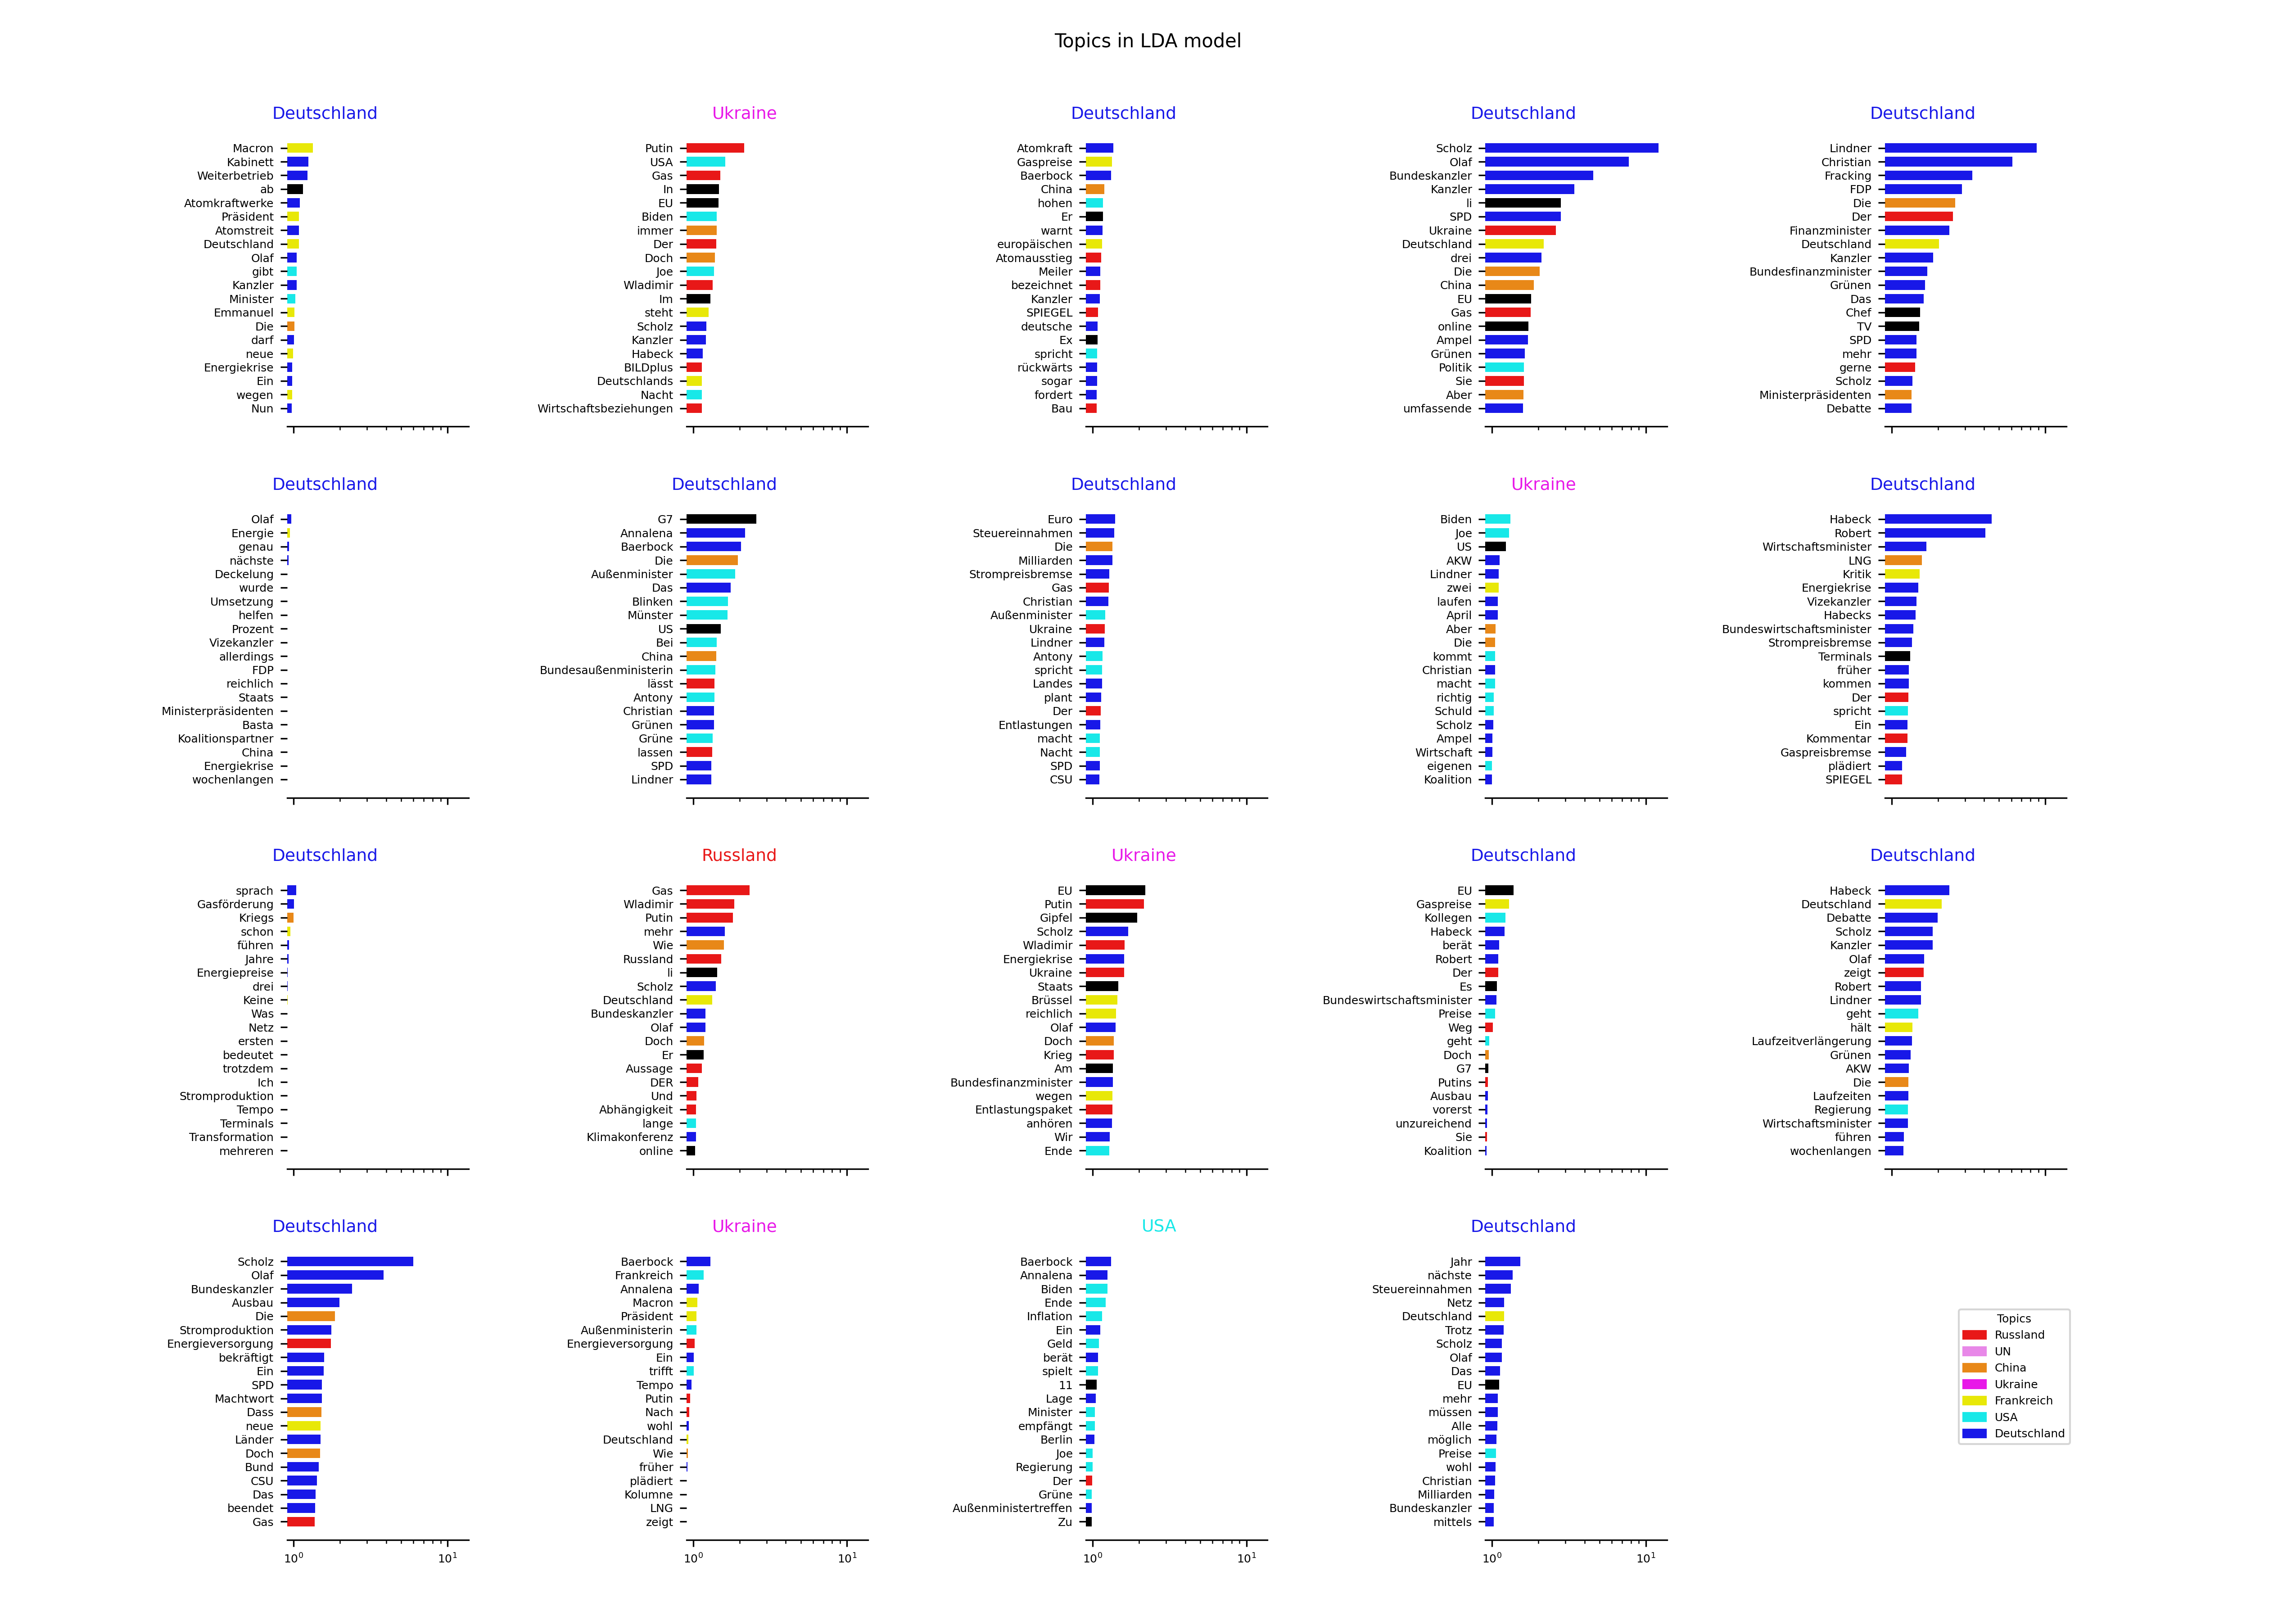 Topics in LDA model
Deutschland
Macron
Kabinett
Weiterbetrieb
ab
Atomkraftwerke
Präsident
Atomstreit
Deutschland
Olaf
gibt
Kanzler
Minister
Emmanuel
Die
darf
neue
Energiekrise
Ein
wegen
Nun
Ukraine
Putin
USA
Gas
In
EU
Biden
immer
Der
Doch
Joe
Wladimir
Im
steht
Scholz
Kanzler
Habeck
BILDplus
Deutschlands
Nacht
Wirtschaftsbeziehungen
Deutschland
Atomkraft
Gaspreise
Baerbock
China
hohen
Er
warnt
europäischen
Atomausstieg
Meiler
bezeichnet
Kanzler
SPIEGEL
deutsche
Ex
spricht
rückwärts
sogar
fordert
Bau
Deutschland
Scholz
Olaf
Bundeskanzler
Kanzler
li
SPD
Ukraine
Deutschland
drei
Die
China
EU
Gas
online
Ampel
Grünen
Politik
Sie
Aber
umfassende
Deutschland
Lindner
Christian
Fracking
FDP
Die
Der
Finanzminister
Deutschland
Kanzler
Bundesfinanzminister
Grünen
Das
Chef
TV
SPD
mehr
gerne
Scholz
Ministerpräsidenten
Debatte
Deutschland
Olaf
Energie
genau
nächste
Deckelung
wurde
Umsetzung
helfen
Prozent
Vizekanzler
allerdings
FDP
reichlich
Staats
Ministerpräsidenten
Basta
Koalitionspartner
China
Energiekrise
wochenlangen
Deutschland
G7
Annalena
Baerbock
Die
Außenminister
Das
Blinken
Münster
US
Bei
China
Bundesaußenministerin
lässt
Antony
Christian
Grünen
Grüne
lassen
SPD
Lindner
Deutschland
Euro
Steuereinnahmen
Die
Milliarden
Strompreisbremse
Gas
Christian
Außenminister
Ukraine
Lindner
Antony
spricht
Landes
plant
Der
Entlastungen
macht
Nacht
SPD
CSU
Ukraine
Biden
Joe
US
AKW
Lindner
zwei
laufen
April
Aber
Die
kommt
Christian
macht
richtig
Schuld
Scholz
Ampel
Wirtschaft
eigenen
Koalition
Deutschland
Habeck
Robert
Wirtschaftsminister
LNG
Kritik
Energiekrise
Vizekanzler
Habecks
Bundeswirtschaftsminister
Strompreisbremse
Terminals
früher
kommen
Der
spricht
Ein
Kommentar
Gaspreisbremse
plädiert
SPIEGEL
Deutschland
sprach
Gasförderung
Kriegs
schon
führen
Jahre
Energiepreise
drei
Keine
Was
Netz
ersten
bedeutet
trotzdem
Ich
Stromproduktion
Tempo
Terminals
Transformation
mehreren
Russland
Gas
Wladimir
Putin
mehr
Wie
Russland
li
Scholz
Deutschland
Bundeskanzler
Olaf
Doch
Er
Aussage
DER
Und
Abhängigkeit
lange
Klimakonferenz
online
Ukraine
EU
Putin
Gipfel
Scholz
Wladimir
Energiekrise
Ukraine
Staats
Brüssel
reichlich
Olaf
Doch
Krieg
Am
Bundesfinanzminister
wegen
Entlastungspaket
anhören
Wir
Ende
Deutschland
EU
Gaspreise
Kollegen
Habeck
berät
Robert
Der
Es
Bundeswirtschaftsminister
Preise
Weg
geht
Doch
G7
Putins
Ausbau
vorerst
unzureichend
Sie
Koalition
Deutschland
Habeck
Deutschland
Debatte
Scholz
Kanzler
Olaf
zeigt
Robert
Lindner
geht
hält
Laufzeitverlängerung
Grünen
AKW
Die
Laufzeiten
Regierung
Wirtschaftsminister
führen
wochenlangen
Deutschland
Scholz
Olaf
Bundeskanzler
Ausbau
Die
Stromproduktion
Energieversorgung
bekräftigt
Ein
SPD
Machtwort
Dass
neue
Länder
Doch
Bund
CSU
Das
beendet
Gas
10⁰ 10¹
Ukraine
Baerbock
Frankreich
Annalena
Macron
Präsident
Außenministerin
Energieversorgung
Ein
trifft
Tempo
Putin
Nach
wohl
Deutschland
Wie
früher
plädiert
Kolumne
LNG
zeigt
10⁰ 10¹
USA
Baerbock
Annalena
Biden
Ende
Inflation
Ein
Geld
berät
spielt
11
Lage
Minister
empfängt
Berlin
Joe
Regierung
Der
Grüne
Außenministertreffen
Zu
10⁰ 10¹
Deutschland
Jahr
nächste
Steuereinnahmen
Netz
Deutschland
Trotz
Scholz
Olaf
Das
EU
mehr
müssen
Alle
möglich
Preise
wohl
Christian
Milliarden
Bundeskanzler
mittels
10⁰ 10¹
Topics
Russland
UN
China
Ukraine
Frankreich
USA
Deutschland